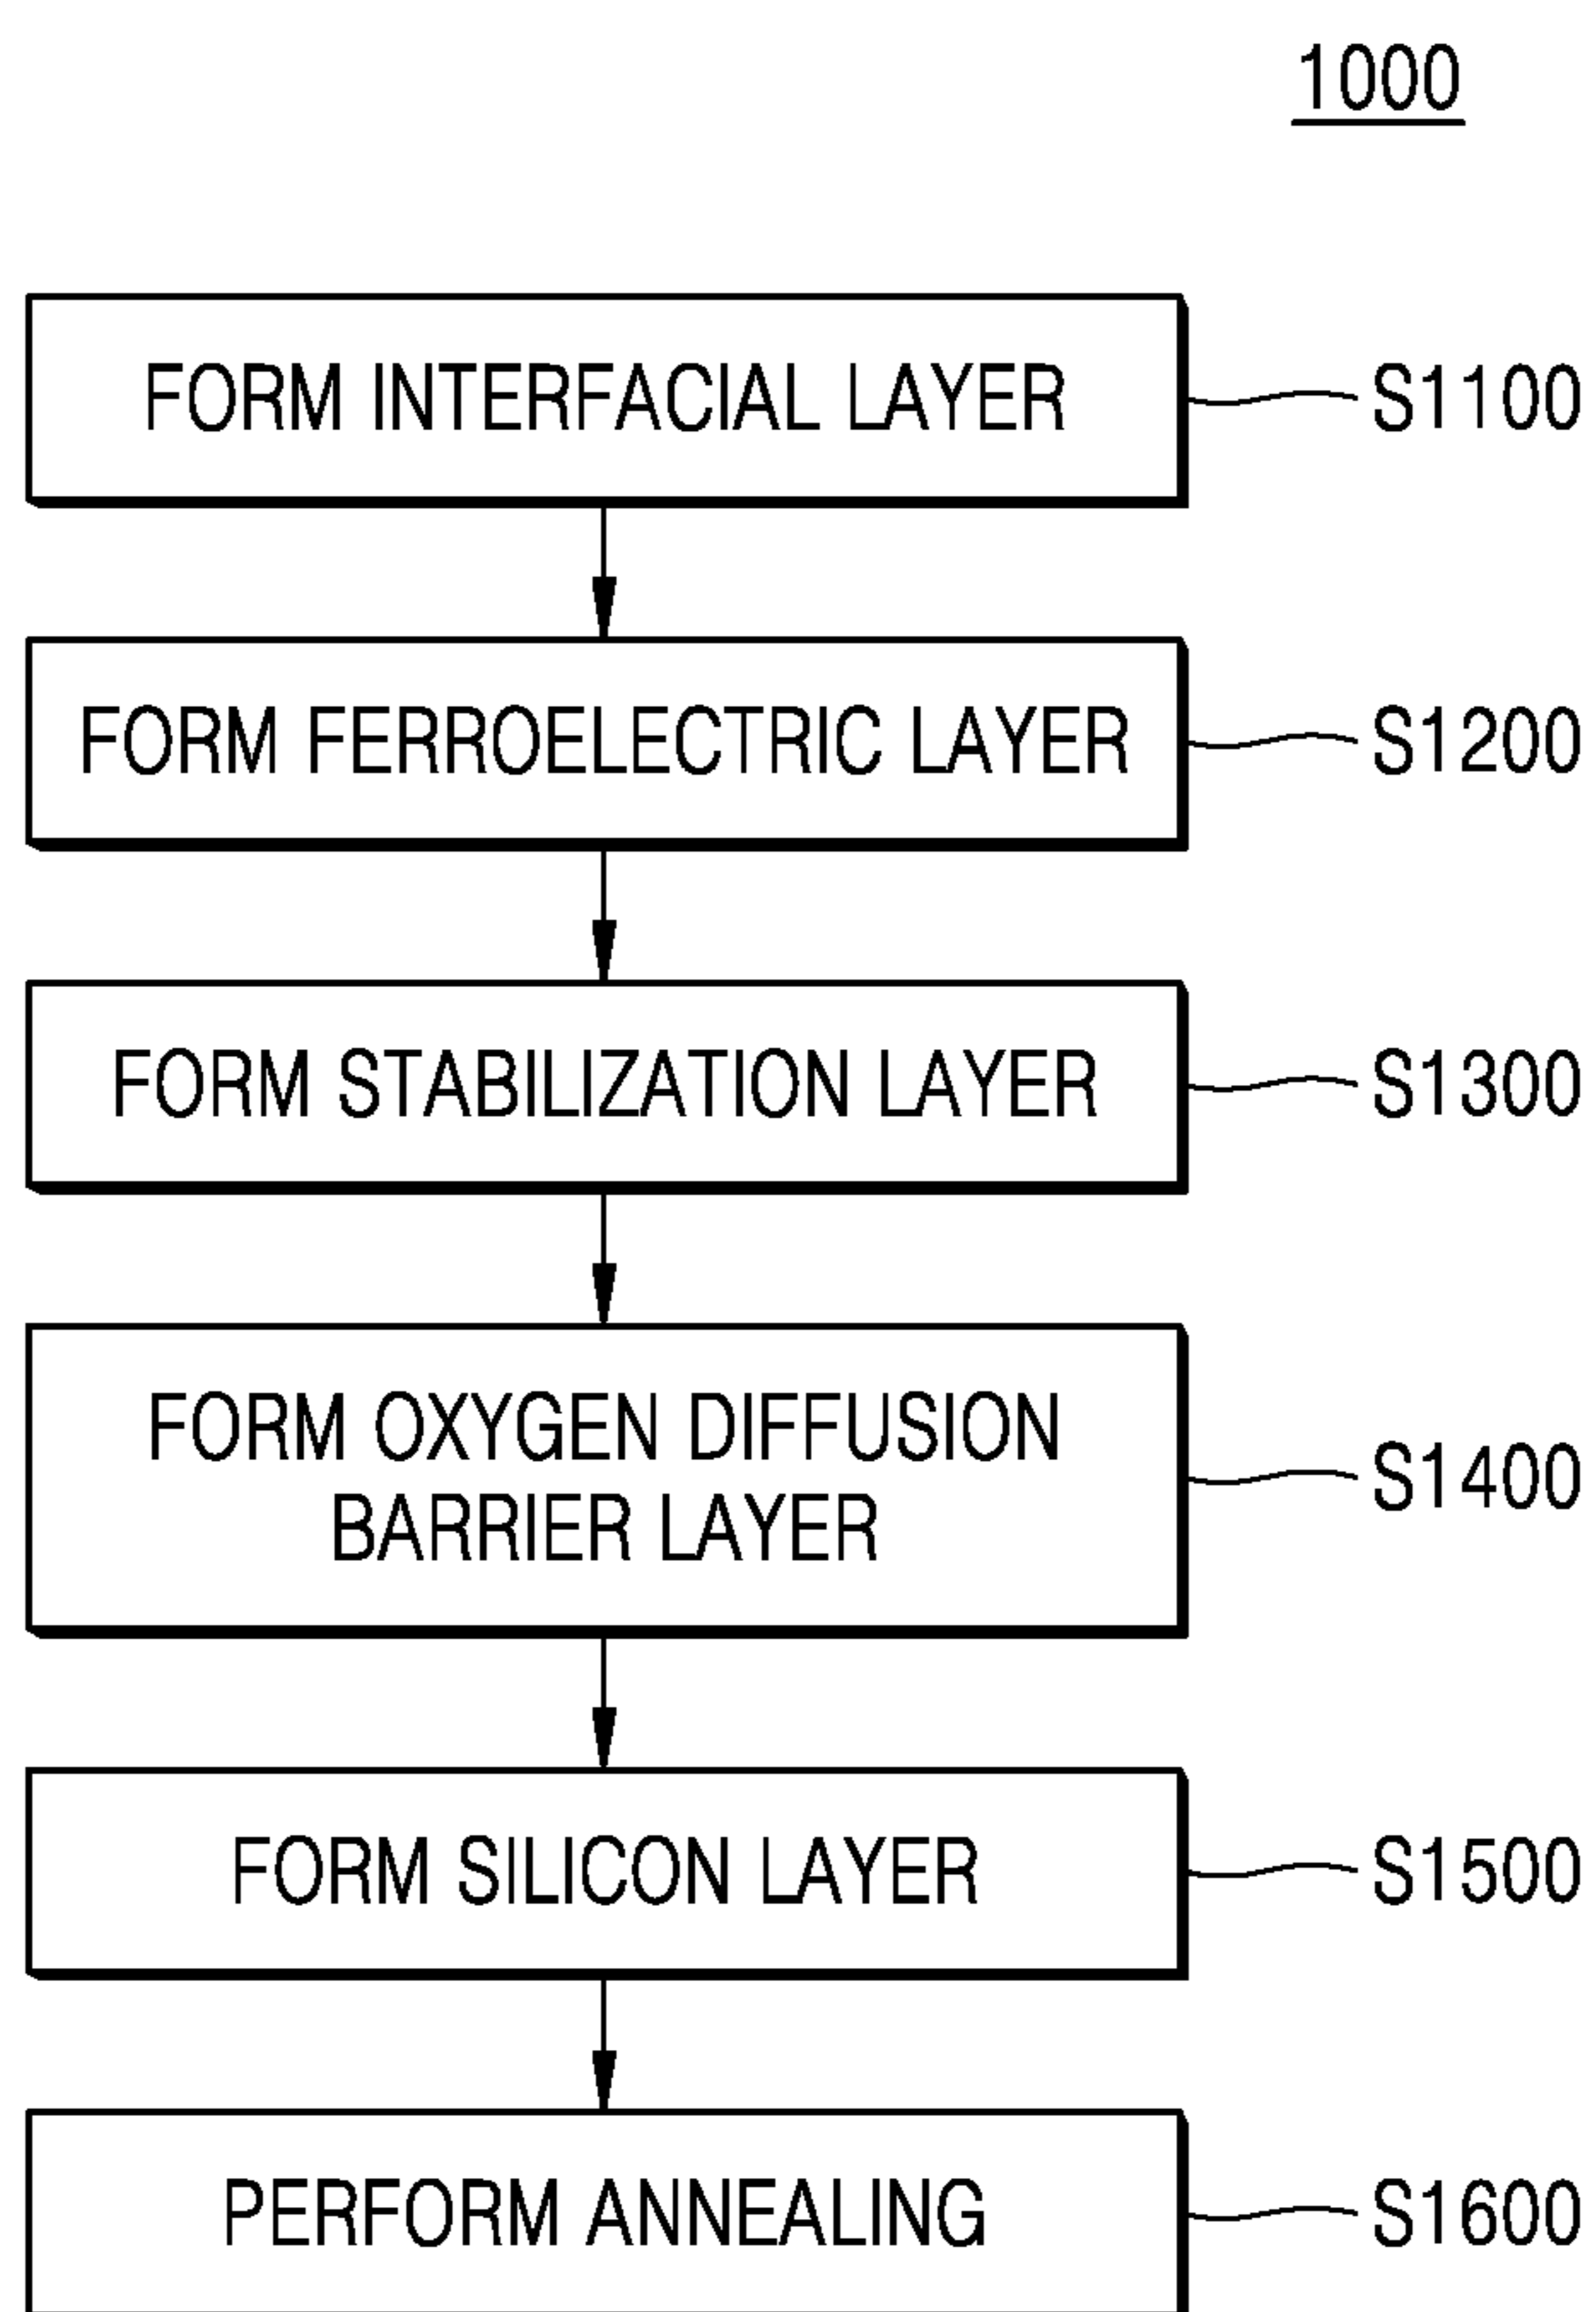 1000
FORM INTERFACIAL LAYER
S1100
FORM FERROELECTRIC LAYER
S1200
FORM STABILIZATION LAYER
S1300
FORM OXYGEN DIFFUSION
BARRIER LAYER
S1400
FORM SILICON LAYER
S1500
PERFORM ANNEALING
S1600